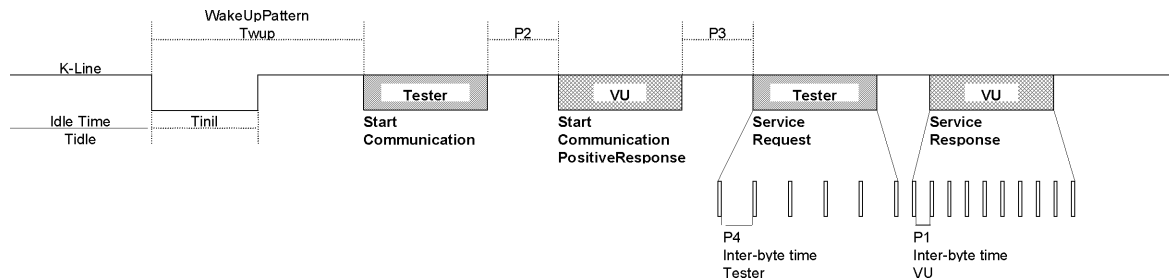 WakeUpPattern
Twup
P2
P3
K-Line
Tester
VU
Tester
VU
Idle Time
Tidle
Tinil
Start
Communication
Start
Communication
PositiveResponse
Service
Request
Service
Response
P4
Inter-byte time
Tester
P1
Inter-byte time
VU